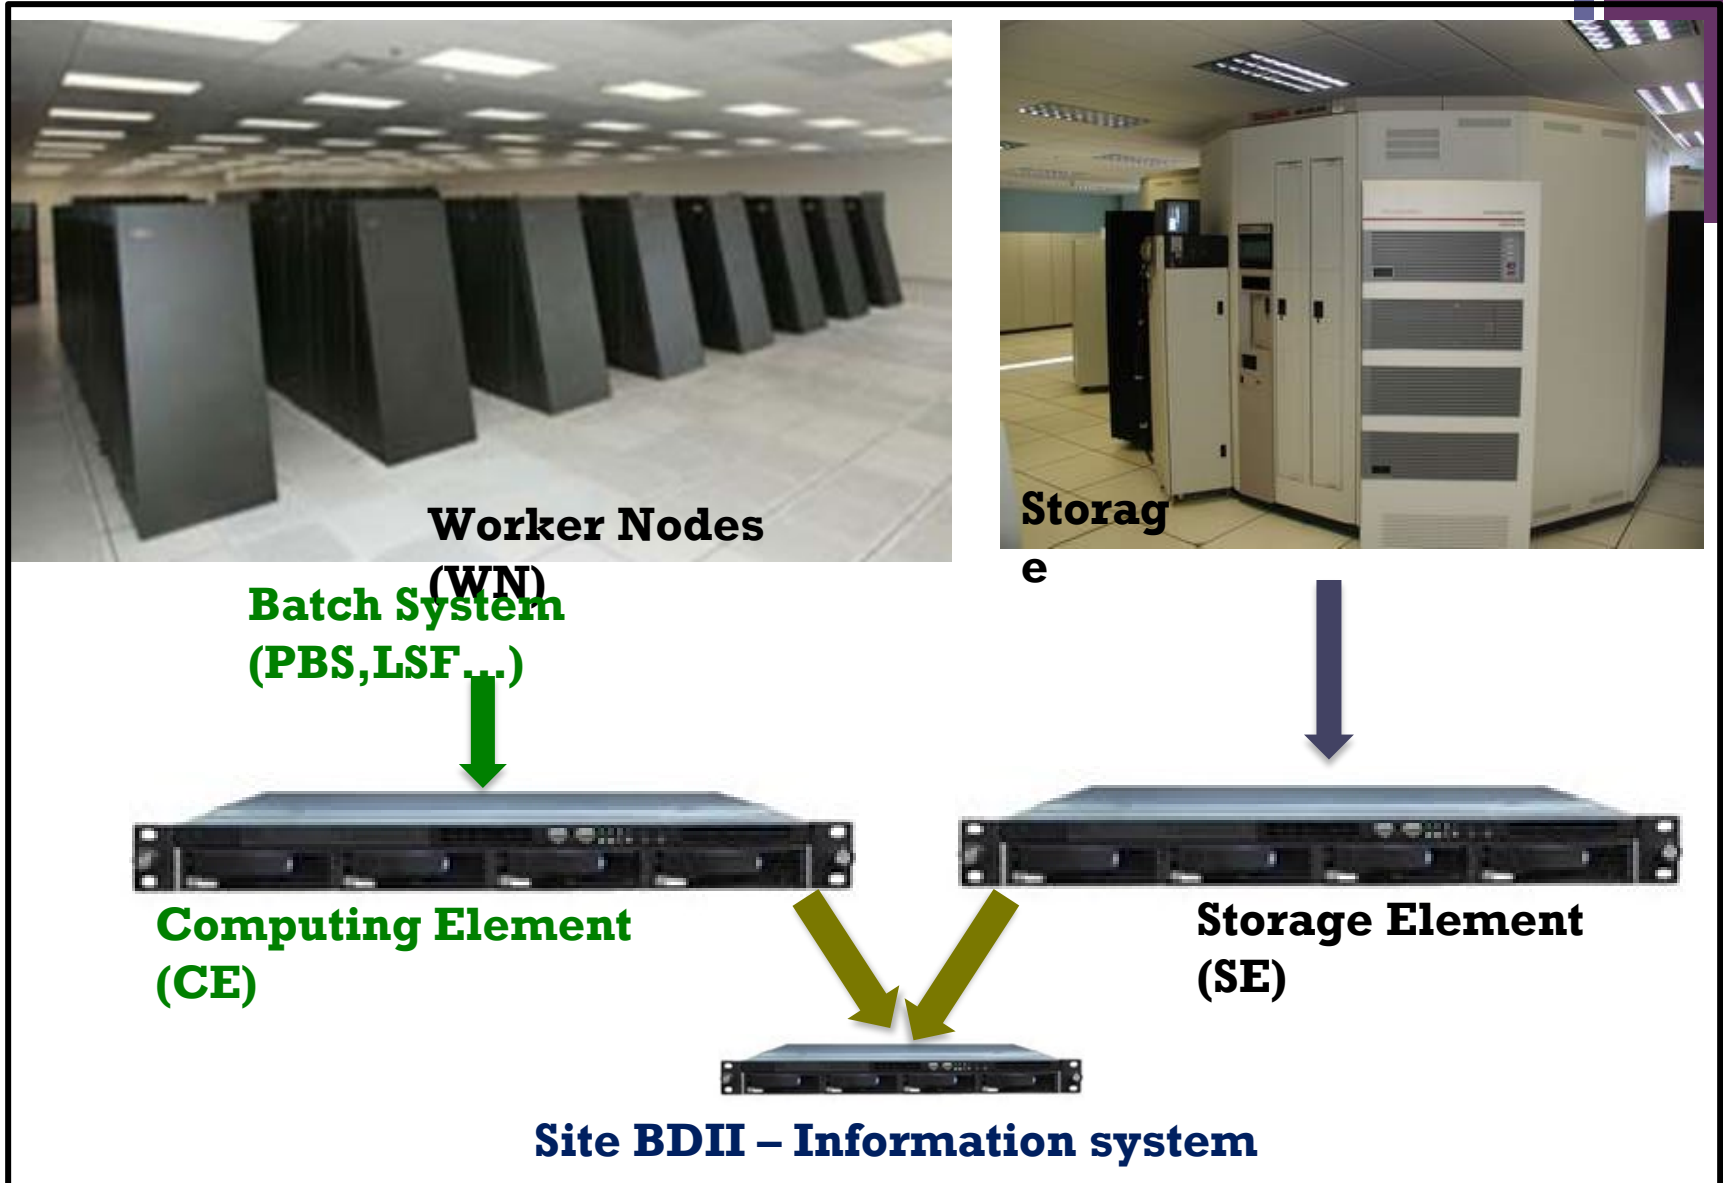 Worker Nodes
(WN)
Storag
e
Batch System
(PBS,LSF...)
Computing Element
(CE)
Storage Element
(SE)
Site BDII – Information system